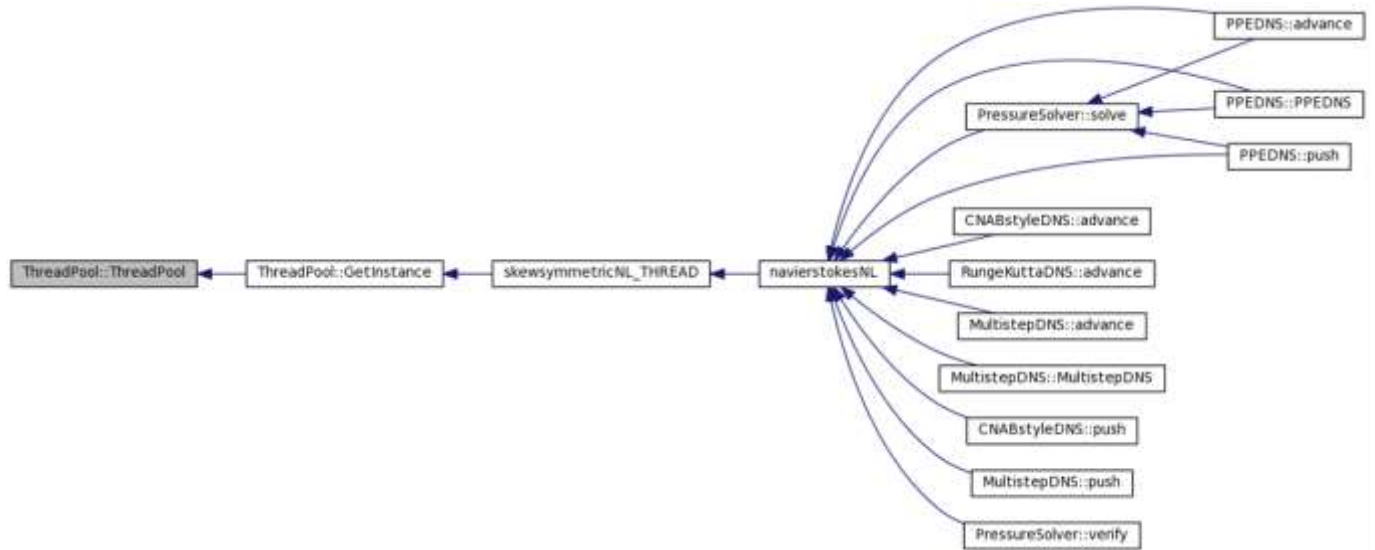 PPEDNS::advance
PPEDNS::PPEDNS
PressureSolver::solve
PPEDNS::push
CNABstyleDNS::advance
ThreadPool::ThreadPool
ThreadPool::GetInstance
skewsymmetricNL_THREAD
navierstokesNL
RungeKuttaDNS::advance
MultistepDNS::advance
MultistepDNS::MultistepDNS
CNABstyleDNS::push
MultistepDNS::push
PressureSolver::verify